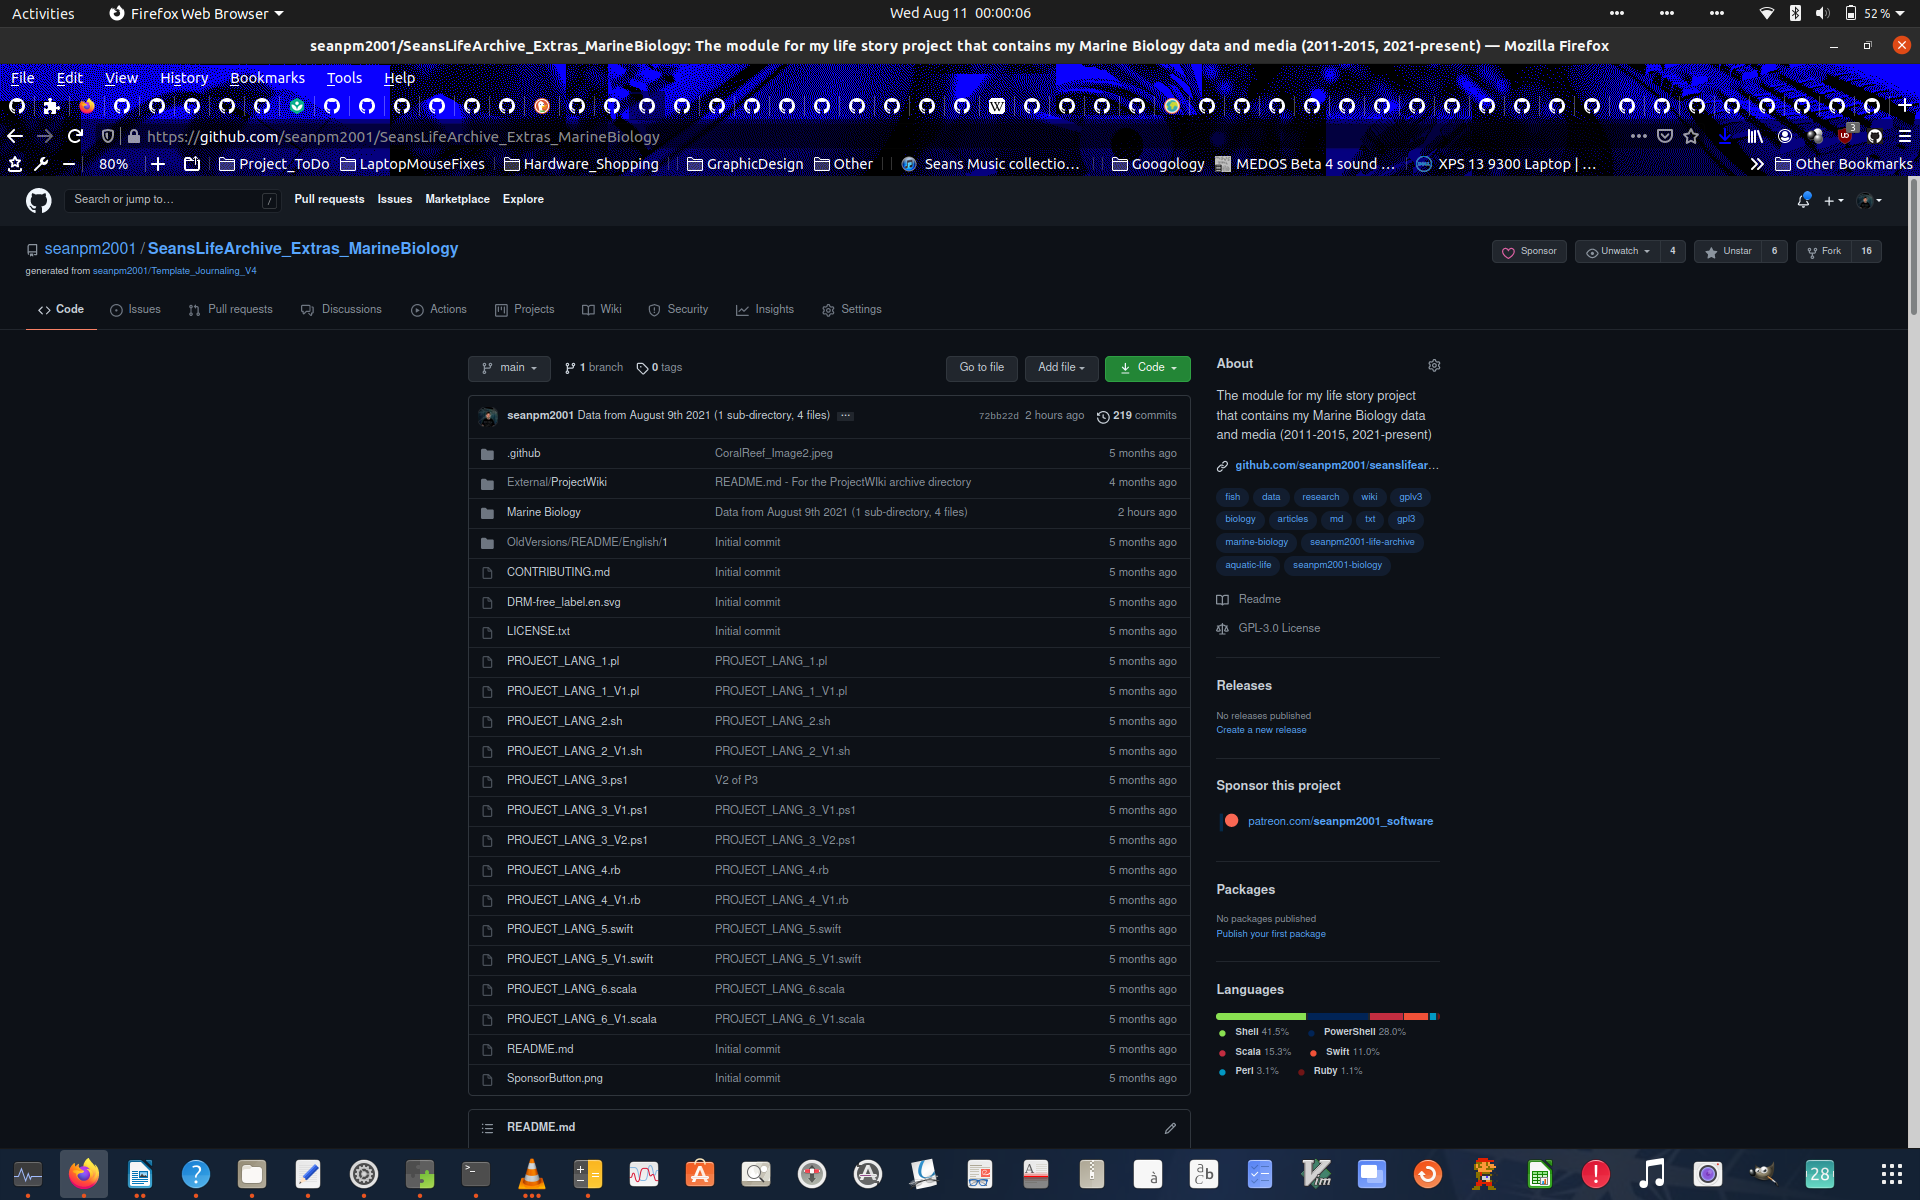 Activities Firefox Web Browser Wed Aug 11 00:00:06 52 %
seanpm2001/SeansLifeArchive_Extras_MarineBiology: The module for my life story project that contains my Marine Biology data and media (2011-2015, 2021-present) — Mozilla Firefox
File Edit View History Bookmarks Tools Help
https://github.com/seanpm2001/SeansLifeArchive_Extras_MarineBiology 3
80% Project_ToDo LaptopMouseFixes Hardware_Shopping GraphicDesign Other Seans Music collectio… Googology MEDOS Beta 4 sound … XPS 13 9300 Laptop | … Other Bookmarks
Search or jump to… / Pull requests Issues Marketplace Explore
seanpm2001 / SeansLifeArchive_Extras_MarineBiology Sponsor Unwatch 4 Unstar 6 Fork 16
generated from seanpm2001/Template_Journaling_V4
Code Issues Pull requests Discussions Actions Projects Wiki Security Insights Settings
main 1 branch 0 tags Go to file Add file Code
seanpm2001 Data from August 9th 2021 (1 sub-directory, 4 files) ... 72bb22d 2 hours ago 219 commits
.github CoralReef_Image2.jpeg 5 months ago
External/ProjectWiki README.md - For the ProjectWIki archive directory 4 months ago
Marine Biology Data from August 9th 2021 (1 sub-directory, 4 files) 2 hours ago
OldVersions/README/English/1 Initial commit 5 months ago
CONTRIBUTING.md Initial commit 5 months ago
DRM-free_label.en.svg Initial commit 5 months ago
LICENSE.txt Initial commit 5 months ago
PROJECT_LANG_1.pl PROJECT_LANG_1.pl 5 months ago
PROJECT_LANG_1_V1.pl PROJECT_LANG_1_V1.pl 5 months ago
PROJECT_LANG_2.sh PROJECT_LANG_2.sh 5 months ago
PROJECT_LANG_2_V1.sh PROJECT_LANG_2_V1.sh 5 months ago
PROJECT_LANG_3.ps1 V2 of P3 5 months ago
PROJECT_LANG_3_V1.ps1 PROJECT_LANG_3_V1.ps1 5 months ago
PROJECT_LANG_3_V2.ps1 PROJECT_LANG_3_V2.ps1 5 months ago
PROJECT_LANG_4.rb PROJECT_LANG_4.rb 5 months ago
PROJECT_LANG_4_V1.rb PROJECT_LANG_4_V1.rb 5 months ago
PROJECT_LANG_5.swift PROJECT_LANG_5.swift 5 months ago
PROJECT_LANG_5_V1.swift PROJECT_LANG_5_V1.swift 5 months ago
PROJECT_LANG_6.scala PROJECT_LANG_6.scala 5 months ago
PROJECT_LANG_6_V1.scala PROJECT_LANG_6_V1.scala 5 months ago
README.md Initial commit 5 months ago
SponsorButton.png Initial commit 5 months ago
README.md
About
The module for my life story project
that contains my Marine Biology data
and media (2011-2015, 2021-present)
github.com/seanpm2001/seanslifear…
fish data research wiki gplv3
biology articles md txt gpl3
marine-biology seanpm2001-life-archive
aquatic-life seanpm2001-biology
Readme
GPL-3.0 License
Releases
No releases published
Create a new release
Sponsor this project
patreon.com/seanpm2001_software
Packages
No packages published
Publish your first package
Languages
Shell 41.5% PowerShell 28.0%
Scala 15.3% Swift 11.0%
Perl 3.1% Ruby 1.1%
28